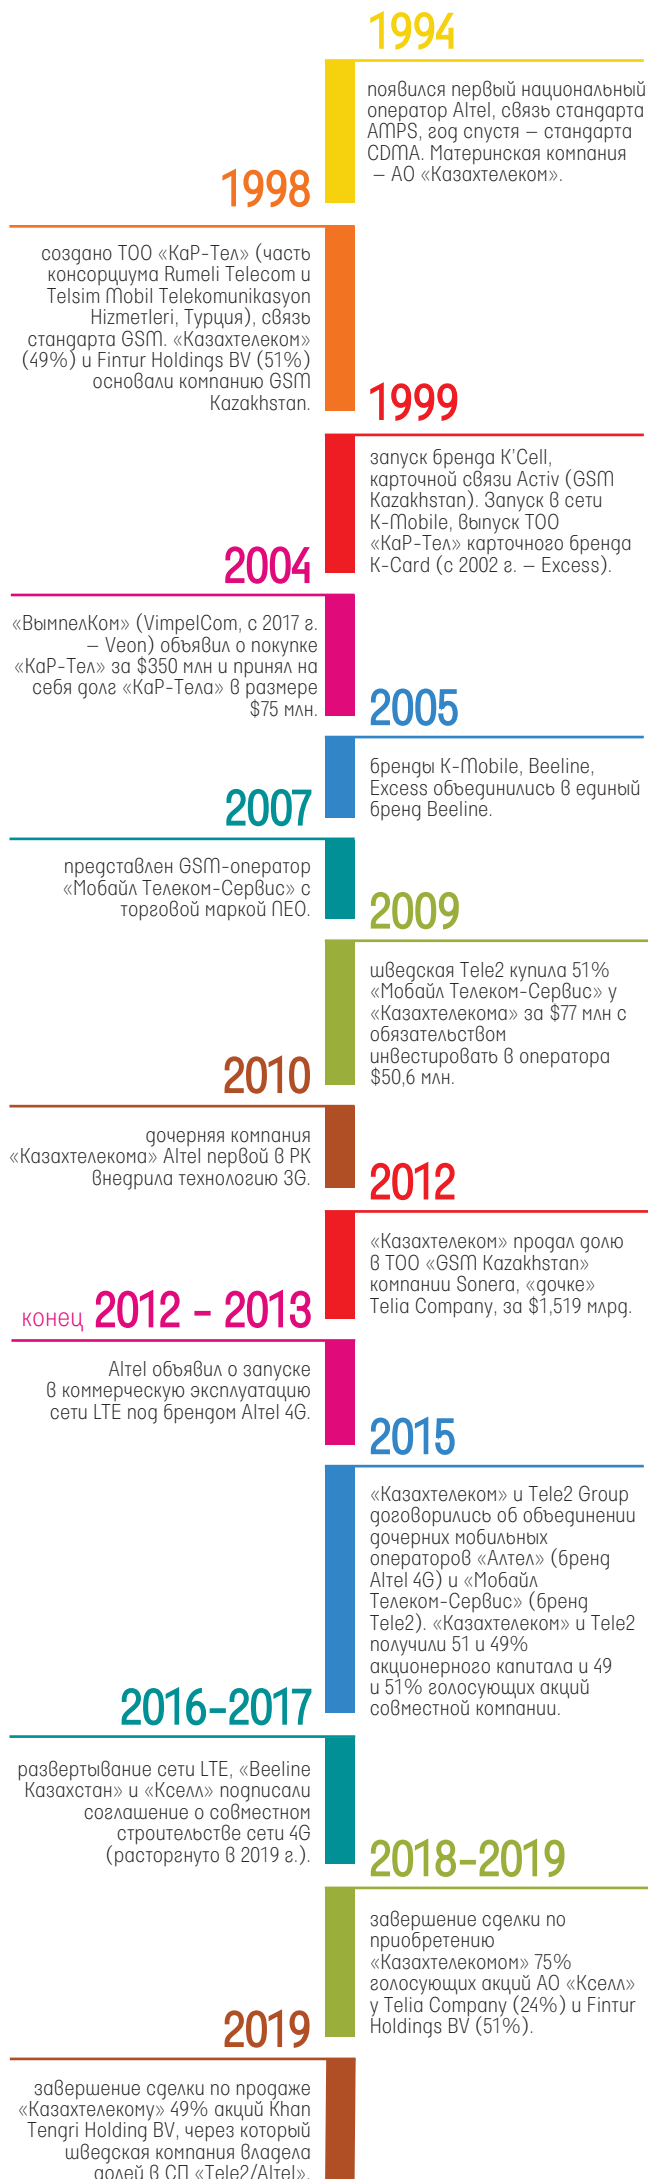 1994
появился первый национальный
оператор Altel, связь стандарта
AMPS, год спустя – стандарта
CDMA. Материнская компания
– АО «Казахтелеком».
1998
создано ТОО «КаР-Тел» (часть
консорциума Rumeli Telecom и
Telsim Mobil Telekomunikasyon
Hizmetleri, Турция), связь
стандарта GSM. «Казахтелеком»
(49%) и Fintur Holdings BV (51%)
основали компанию GSM
Kazakhstan.
1999
запуск бренда K’Cell,
карточной связи Activ (GSM
Kazakhstan). Запуск в сети
K-Mobile, выпуск ТОО
«КаР-Тел» карточного бренда
K-Card (с 2002 г. – Excess).
2004
«ВымпелКом» (VimpelCom, с 2017 г.
– Veon) объявил о покупке
«КаР-Тел» за $350 млн и принял на
себя долг «КаР-Тела» в размере
$75 млн.
2005
бренды K-Mobile, Beeline,
Excess объединились в единый
бренд Beeline.
2007
представлен GSM-оператор
«Мобайл Телеком-Сервис» с
торговой маркой NEO.
2009
шведская Tele2 купила 51%
«Мобайл Телеком-Сервис» у
«Казахтелекома» за $77 млн с
обязательством
инвестировать в оператора
$50,6 млн.
2010
дочерняя компания
«Казахтелекома» Altel первой в РК
внедрила технологию 3G.
2012
«Казахтелеком» продал долю
в ТОО «GSM Kazakhstan»
компании Sonera, «дочке»
Telia Company, за $1,519 млрд.
конец 2012 - 2013
Altel объявил о запуске
в коммерческую эксплуатацию
сети LTE под брендом Altel 4G.
2015
«Казахтелеком» и Tele2 Group
договорились об объединении
дочерних мобильных
операторов «Алтел» (бренд
Altel 4G) и «Мобайл
Телеком-Сервис» (бренд
Tele2). «Казахтелеком» и Tele2
получили 51 и 49%
акционерного капитала и 49
и 51% голосующих акций
совместной компании.
2016-2017
развертывание сети LTE, «Beeline
Казахстан» и «Кселл» подписали
соглашение о совместном
строительстве сети 4G
(расторгнуто в 2019 г.).
2018-2019
завершение сделки по
приобретению
«Казахтелекомом» 75%
голосующих акций АО «Кселл»
у Telia Company (24%) и Fintur
Holdings BV (51%).
2019
завершение сделки по продаже
«Казахтелекому» 49% акций Khan
Tengri Holding BV, через который
шведская компания владела
долей в СП «Tele2/Altel».